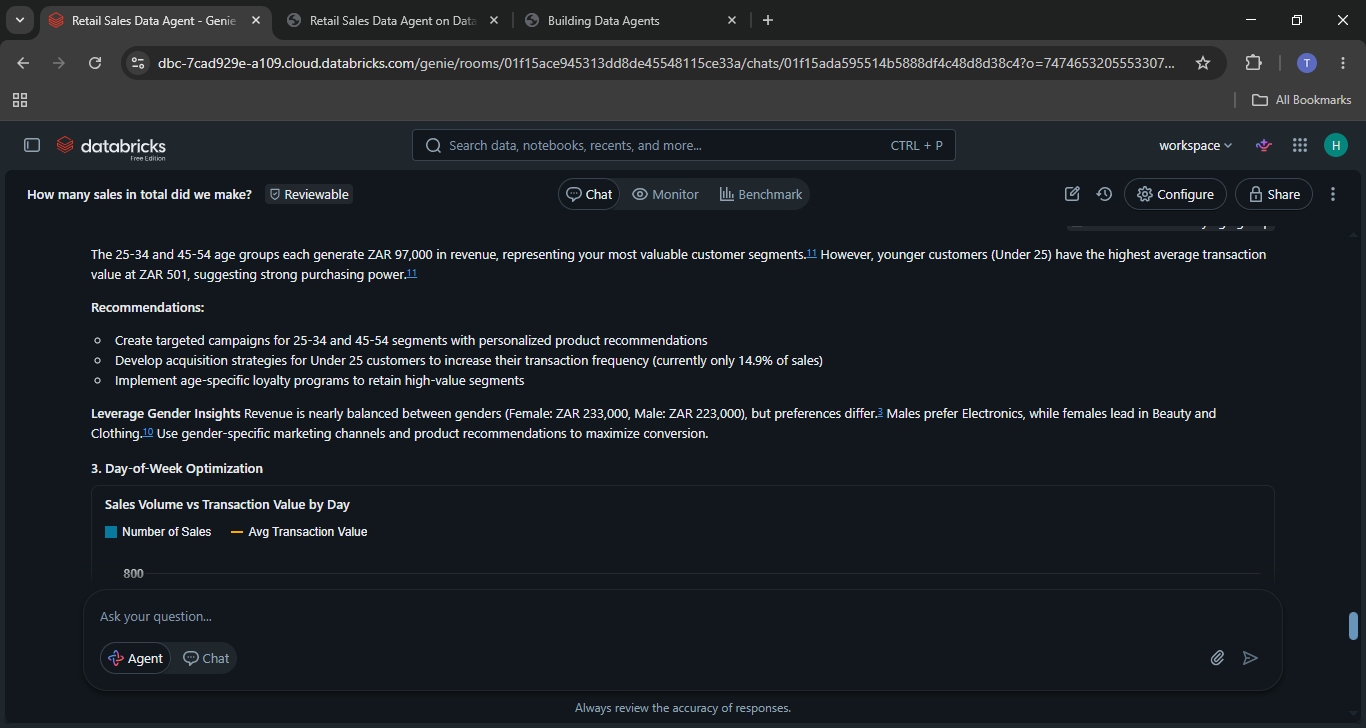 Retail Sales Data Agent - Genie
Retail Sales Data Agent on Data
Building Data Agents
dbc-7cad929e-a109.cloud.databricks.com/genie/rooms/01f15ace945313dd8de45548115ce33a/chats/01f15ada595514b5888df4c48d8d38c4?o=7474653205553307...
T
All Bookmarks
databricks
Free Edition
Search data, notebooks, recents, and more...
CTRL + P
workspace
H
How many sales in total did we make?
Reviewable
Chat
Monitor
Benchmark
Configure
Share
The 25-34 and 45-54 age groups each generate ZAR 97,000 in revenue, representing your most valuable customer segments.11 However, younger customers (Under 25) have the highest average transaction
value at ZAR 501, suggesting strong purchasing power.11
Recommendations:
Create targeted campaigns for 25-34 and 45-54 segments with personalized product recommendations
Develop acquisition strategies for Under 25 customers to increase their transaction frequency (currently only 14.9% of sales)
Implement age-specific loyalty programs to retain high-value segments
Leverage Gender Insights Revenue is nearly balanced between genders (Female: ZAR 233,000, Male: ZAR 223,000), but preferences differ.3 Males prefer Electronics, while females lead in Beauty and
Clothing.10 Use gender-specific marketing channels and product recommendations to maximize conversion.
3. Day-of-Week Optimization
Sales Volume vs Transaction Value by Day
Number of Sales
Avg Transaction Value
800
Ask your question...
Agent
Chat
Always review the accuracy of responses.